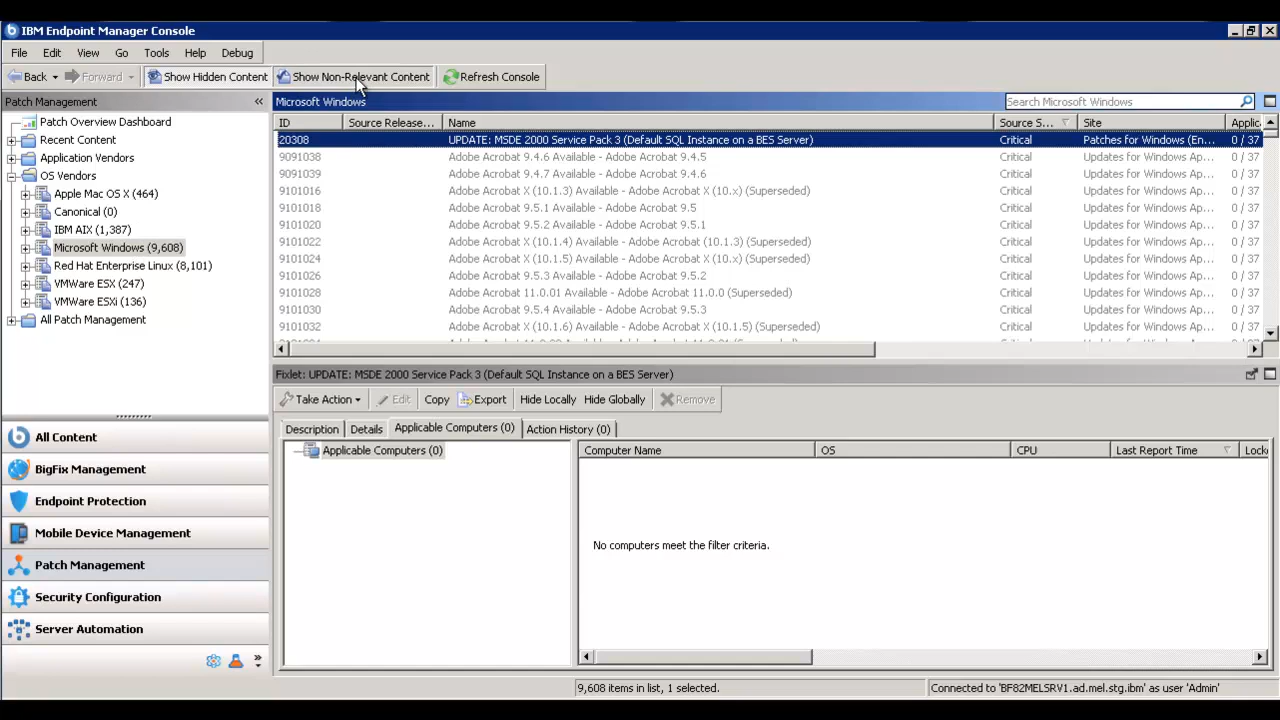 IBM Endpoint Manager Console
File Edit View Go Tools Help Debug
Back Forward Show Hidden Content Show Non-Relevant Content Refresh Console
Patch Management
Patch Overview Dashboard
Recent Content
Application Vendors
OS Vendors
Apple Mac OS X (464)
Canonical (0)
IBM AIX (1,387)
Microsoft Windows (9,608)
Red Hat Enterprise Linux (8,101)
VMWare ESX (247)
VMWare ESXi (136)
All Patch Management
All Content
BigFix Management
Endpoint Protection
Mobile Device Management
Patch Management
Security Configuration
Server Automation
Microsoft Windows Search Microsoft Windows
ID Source Release... Name Source S... Site Applic
20308 UPDATE: MSDE 2000 Service Pack 3 (Default SQL Instance on a BES Server) Critical Patches for Windows (En... 0 / 37
9091038 Adobe Acrobat 9.4.6 Available - Adobe Acrobat 9.4.5 Critical Updates for Windows Ap... 0 / 37
9091039 Adobe Acrobat 9.4.7 Available - Adobe Acrobat 9.4.6 Critical Updates for Windows Ap... 0 / 37
9101016 Adobe Acrobat X (10.1.3) Available - Adobe Acrobat X (10.x) (Superseded) Critical Updates for Windows Ap... 0 / 37
9101018 Adobe Acrobat 9.5.1 Available - Adobe Acrobat 9.5 Critical Updates for Windows Ap... 0 / 37
9101020 Adobe Acrobat 9.5.2 Available - Adobe Acrobat 9.5.1 Critical Updates for Windows Ap... 0 / 37
9101022 Adobe Acrobat X (10.1.4) Available - Adobe Acrobat (10.1.3) (Superseded) Critical Updates for Windows Ap... 0 / 37
9101024 Adobe Acrobat X (10.1.5) Available - Adobe Acrobat X (10.x) (Superseded) Critical Updates for Windows Ap... 0 / 37
9101026 Adobe Acrobat 9.5.3 Available - Adobe Acrobat 9.5.2 Critical Updates for Windows Ap... 0 / 37
9101028 Adobe Acrobat 11.0.01 Available - Adobe Acrobat 11.0.0 (Superseded) Critical Updates for Windows Ap... 0 / 37
9101030 Adobe Acrobat 9.5.4 Available - Adobe Acrobat 9.5.3 Critical Updates for Windows Ap... 0 / 37
9101032 Adobe Acrobat X (10.1.6) Available - Adobe Acrobat X (10.1.5) (Superseded) Critical Updates for Windows Ap... 0 / 37
Fixlet: UPDATE: MSDE 2000 Service Pack 3 (Default SQL Instance on a BES Server)
Take Action Edit Copy Export Hide Locally Hide Globally Remove
Description Details Applicable Computers (0) Action History (0)
Applicable Computers (0)
Computer Name OS CPU Last Report Time Locke
No computers meet the filter criteria.
9,608 items in list, 1 selected.
Connected to 'BF82MELSRV1.ad.mel.stg.ibm' as user 'Admin'